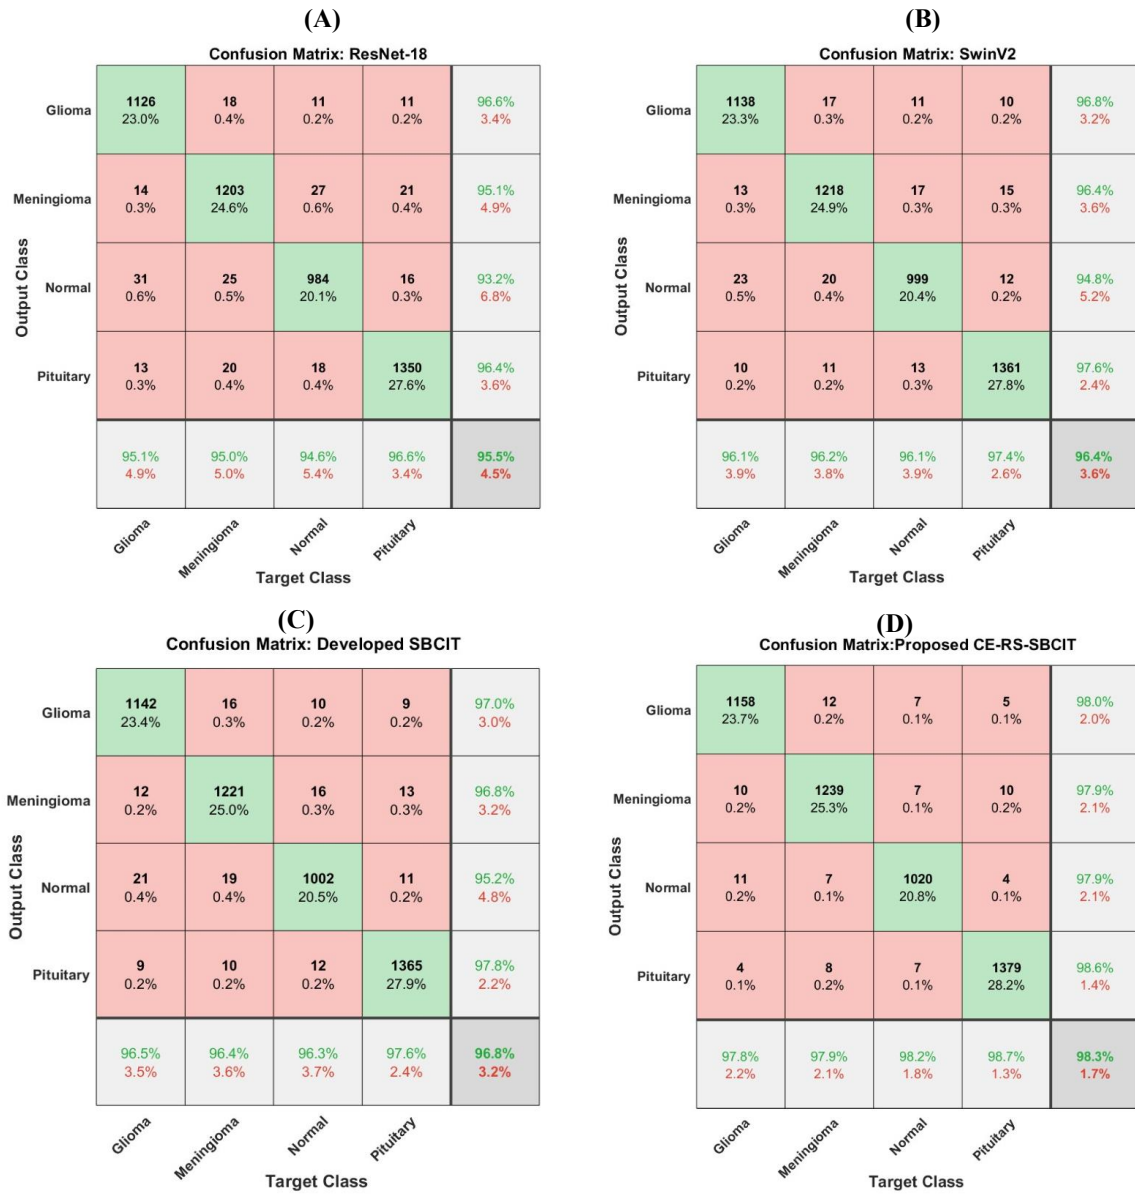 (A)
Confusion Matrix: ResNet-18
Glioma 1126 18 11 11 96.6%
23.0% 0.4% 0.2% 0.2% 3.4%
Meningioma 14 1203 27 21 95.1%
0.3% 24.6% 0.6% 0.4% 4.9%
Normal 31 25 984 16 93.2%
0.6% 0.5% 20.1% 0.3% 6.8%
Pituitary 13 20 18 1350 96.4%
0.3% 0.4% 0.4% 27.6% 3.6%
95.1% 95.0% 94.6% 96.6% 95.5%
4.9% 5.0% 5.4% 3.4% 4.5%
Glioma Meningioma Normal Pituitary
Output Class
Target Class
(B)
Confusion Matrix: SwinV2
Glioma 1138 17 11 10 96.8%
23.3% 0.3% 0.2% 0.2% 3.2%
Meningioma 13 1218 17 15 96.4%
0.3% 24.9% 0.3% 0.3% 3.6%
Normal 23 20 999 12 94.8%
0.5% 0.4% 20.4% 0.2% 5.2%
Pituitary 10 11 13 1361 97.6%
0.2% 0.2% 0.3% 27.8% 2.4%
96.1% 96.2% 96.1% 97.4% 96.4%
3.9% 3.8% 3.9% 2.6% 3.6%
Glioma Meningioma Normal Pituitary
Output Class
Target Class
(C)
Confusion Matrix: Developed SBCIT
Glioma 1142 16 10 9 97.0%
23.4% 0.3% 0.2% 0.2% 3.0%
Meningioma 12 1221 16 13 96.8%
0.2% 25.0% 0.3% 0.3% 3.2%
Normal 21 19 1002 11 95.2%
0.4% 0.4% 20.5% 0.2% 4.8%
Pituitary 9 10 12 1365 97.8%
0.2% 0.2% 0.2% 27.9% 2.2%
96.5% 96.4% 96.3% 97.6% 96.8%
3.5% 3.6% 3.7% 2.4% 3.2%
Glioma Meningioma Normal Pituitary
Output Class
Target Class
(D)
Confusion Matrix:Proposed CE-RS-SBCIT
Glioma 1158 12 7 5 98.0%
23.7% 0.2% 0.1% 0.1% 2.0%
Meningioma 10 1239 7 10 97.9%
0.2% 25.3% 0.1% 0.2% 2.1%
Normal 11 7 1020 4 97.9%
0.2% 0.1% 20.8% 0.1% 2.1%
Pituitary 4 8 7 1379 98.6%
0.1% 0.2% 0.1% 28.2% 1.4%
97.8% 97.9% 98.2% 98.7% 98.3%
2.2% 2.1% 1.8% 1.3% 1.7%
Glioma Meningioma Normal Pituitary
Output Class
Target Class